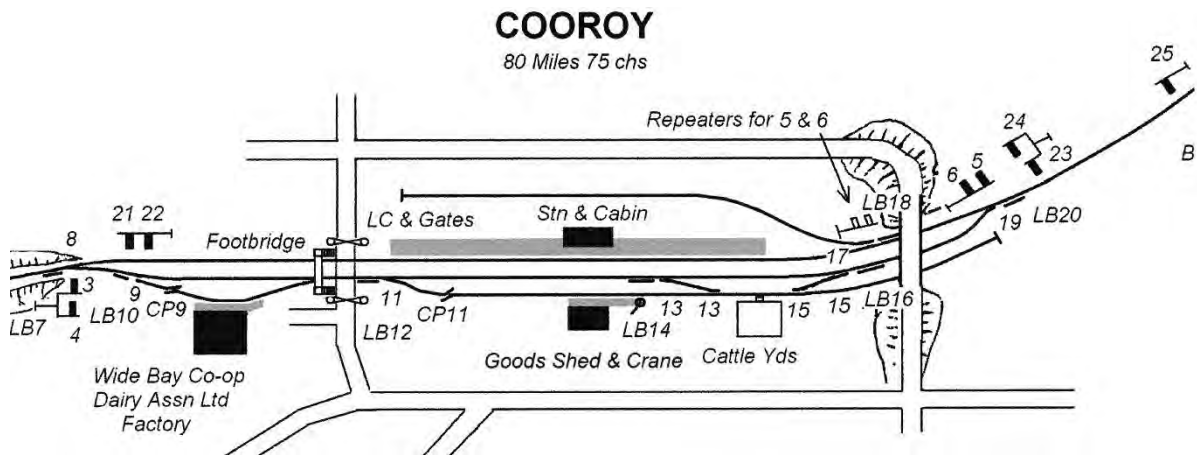 COOROY
80 Miles 75 chs
25
Repeaters for 5 & 6
24
23
B
5
6
LB18
19
LB20
21 22
LC & Gates
Stn & Cabin
8
Footbridge
17
3
9
CP9
LB10
LB7
4
11
CP11
LB12
13
13
LB14
15
15
LB16
Goods Shed & Crane
Cattle Yds
Wide Bay Co-op
Dairy Assn Ltd
Factory